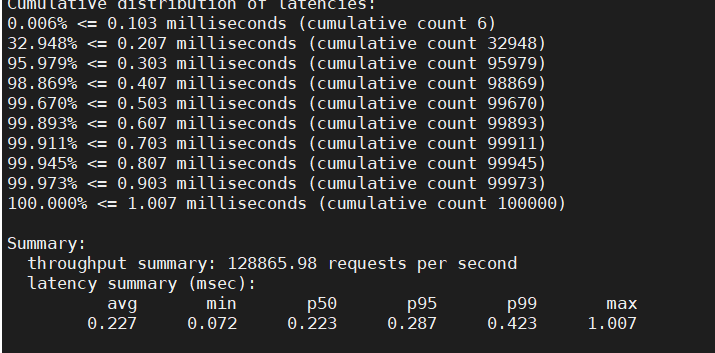 Cumulative distribution of latencies:
0.006% <= 0.103 milliseconds (cumulative count 6)
32.948% <= 0.207 milliseconds (cumulative count 32948)
95.979% <= 0.303 milliseconds (cumulative count 95979)
98.869% <= 0.407 milliseconds (cumulative count 98869)
99.670% <= 0.503 milliseconds (cumulative count 99670)
99.893% <= 0.607 milliseconds (cumulative count 99893)
99.911% <= 0.703 milliseconds (cumulative count 99911)
99.945% <= 0.807 milliseconds (cumulative count 99945)
99.973% <= 0.903 milliseconds (cumulative count 99973)
100.000% <= 1.007 milliseconds (cumulative count 100000)
Summary:
throughput summary: 128865.98 requests per second
latency summary (msec):
avg min p50 p95 p99 max
0.227 0.072 0.223 0.287 0.423 1.007